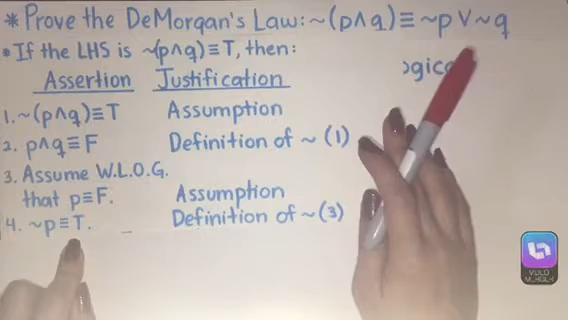 * Prove the DeMorgan's Law: ~(p∧q) ≡ ~p ∨ ~q
• If the LHS is ~(p∧q) ≡ T, then:
Assertion Justification
1. ~(p∧q) ≡ T Assumption
2. p∧q ≡ F Definition of ~ (1)
3. Assume W.L.O.G.
that p ≡ F. Assumption
4. ~p ≡ T. Definition of ~ (3)